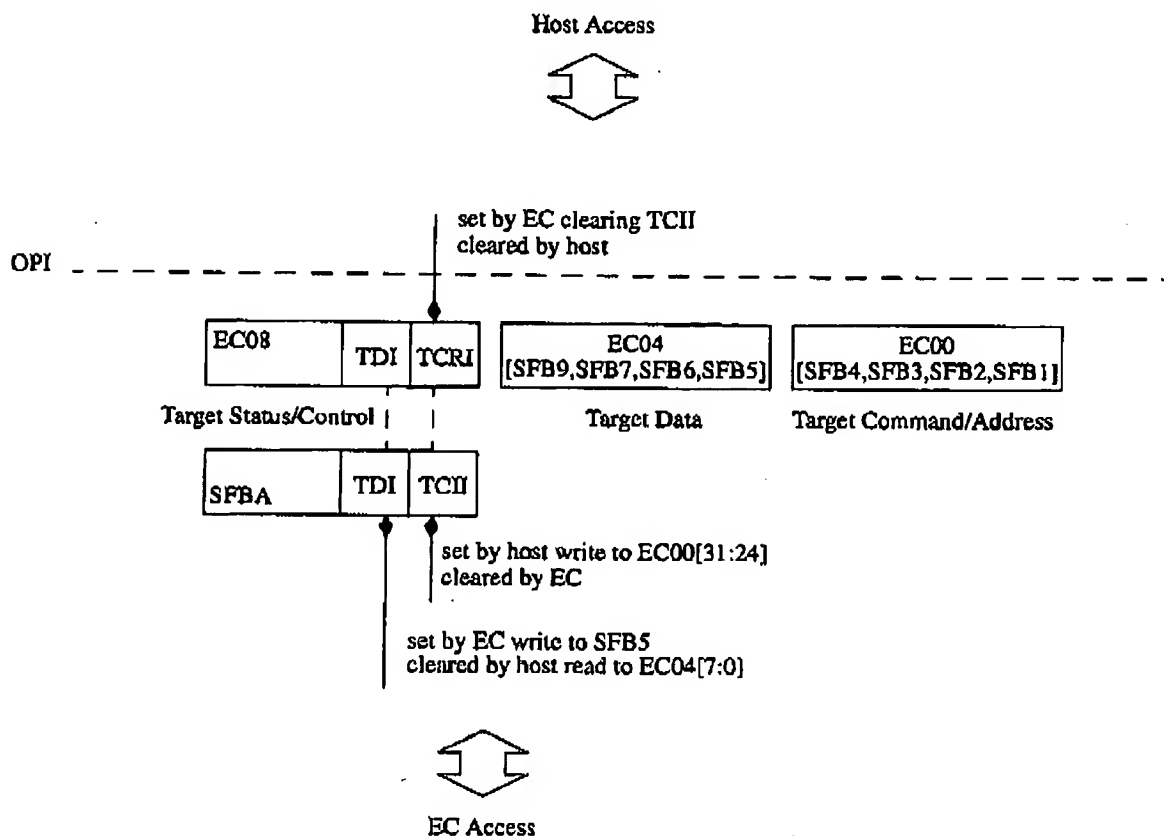 Host Access
set by EC clearing TCII
cleared by host
OPI
EC08
TDI
TCRI
EC04
[SFB9,SFB7,SFB6,SFB5]
EC00
[SFB4,SFB3,SFB2,SFB1]
Target Status/Control
Target Data
Target Command/Address
SFBA
TDI
TCII
set by host write to EC00[31:24]
cleared by EC
set by EC write to SFB5
cleared by host read to EC04[7:0]
EC Access